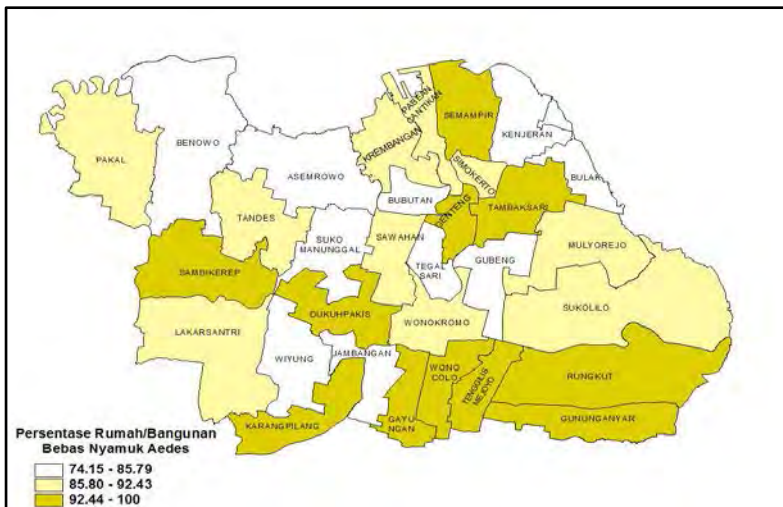 SEMAMPIR
PABEAN
CANTIKAN
KENJERAN
KREMBANGAN
PAKAL
BENOWO
SIMOKERTO
ASEMROWO
BULAK
BUBUTAN
TAMBAKSARI
GENTENG
TANDES
SUKO
MANUNGGAL
SAWAHAN
MULYOREJO
TEGAL
SARI
GUBENG
SAMBIKEREP
SUKOLILO
DUKUHPAKIS
WONOKROMO
LAKARSANTRI
WIYUNG
JAMBANGAN
WONO
COLO
TENGGILIS
MEJOYO
RUNGKUT
KARANGPILANG
GAYU
NGAN
GUNUNGANYAR
Persentase Rumah/Bangunan
Bebas Nyamuk Aedes
74.15 - 85.79
85.80 - 92.43
92.44 - 100